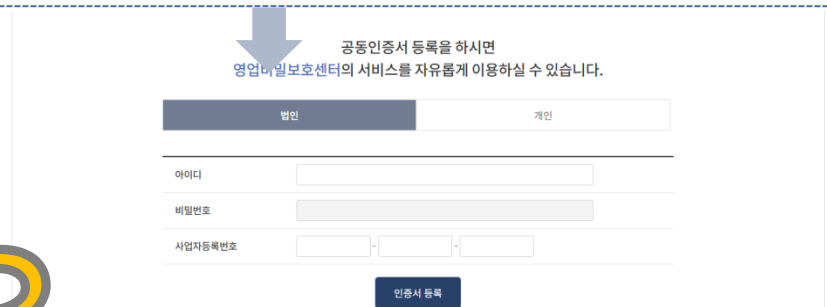 공동인증서 등록을 하시면
영업비밀보호센터의 서비스를 자유롭게 이용하실 수 있습니다.
법인 개인
아이디
비밀번호
사업자등록번호 - -
인증서 등록